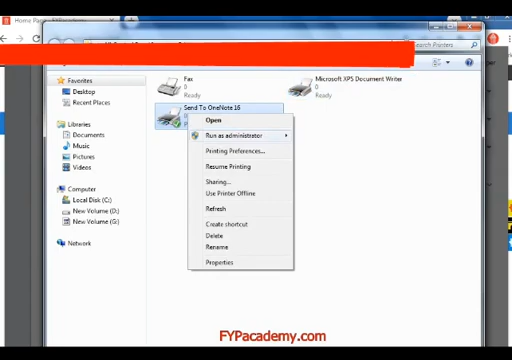 Search Printers
Favorites
Desktop
Recent Places
Libraries
Documents
Music
Pictures
Videos
Computer
Local Disk (C:)
New Volume (D:)
New Volume (G:)
Network
Fax
0
Ready
Microsoft XPS Document Writer
0
Ready
Send To OneNote 16
Open
Run as administrator
Printing Preferences...
Resume Printing
Sharing...
Use Printer Offline
Refresh
Create shortcut
Delete
Rename
Properties
FYPacademy.com